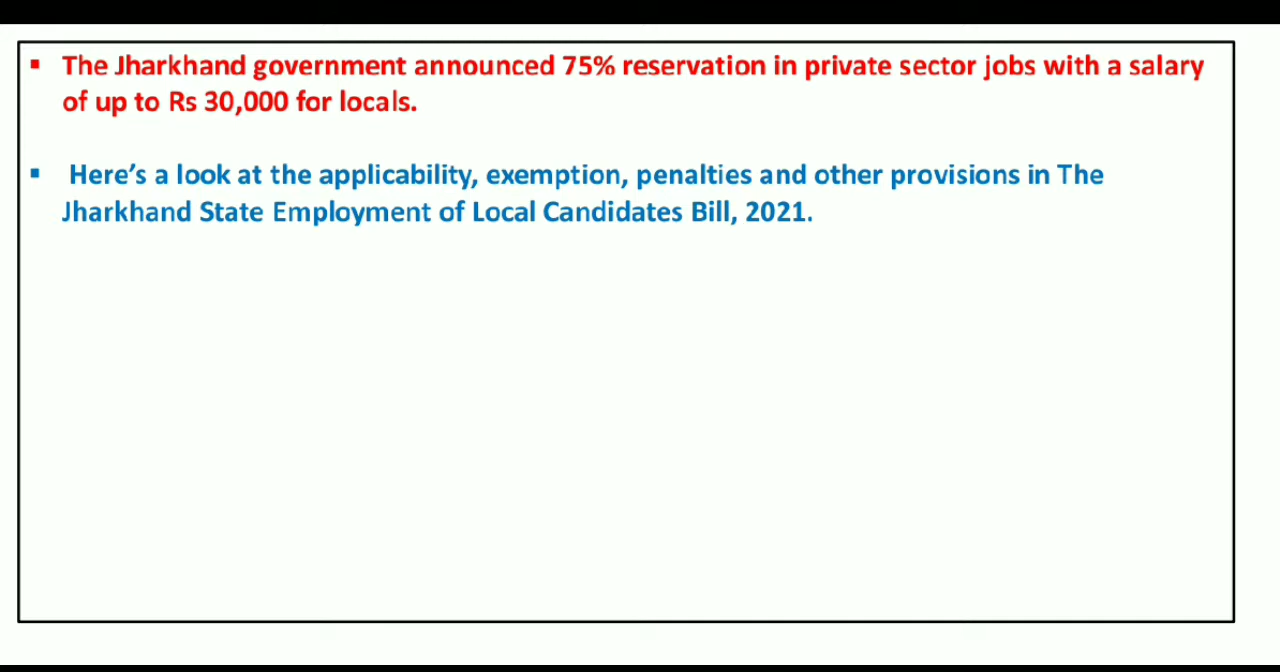 ▪ The Jharkhand government announced 75% reservation in private sector jobs with a salary
of up to Rs 30,000 for locals.
▪ Here’s a look at the applicability, exemption, penalties and other provisions in The
Jharkhand State Employment of Local Candidates Bill, 2021.